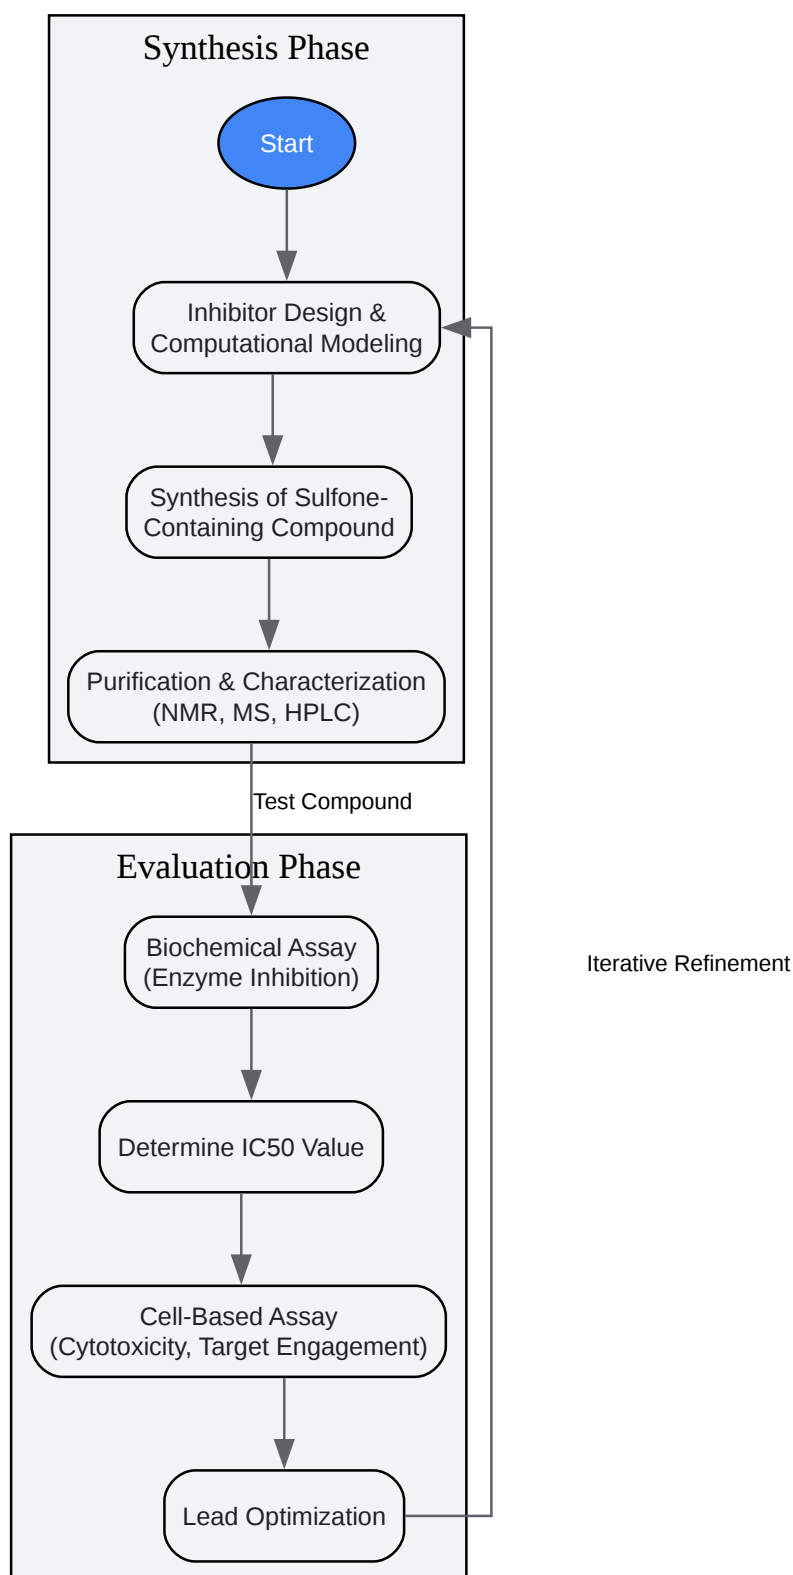 Synthesis Phase
Start
Inhibitor Design &
Computational Modeling
Synthesis of Sulfone-
Containing Compound
Purification & Characterization
(NMR, MS, HPLC)
Test Compound
Evaluation Phase
Biochemical Assay
(Enzyme Inhibition)
Iterative Refinement
Determine IC50 Value
Cell-Based Assay
(Cytotoxicity, Target Engagement)
Lead Optimization